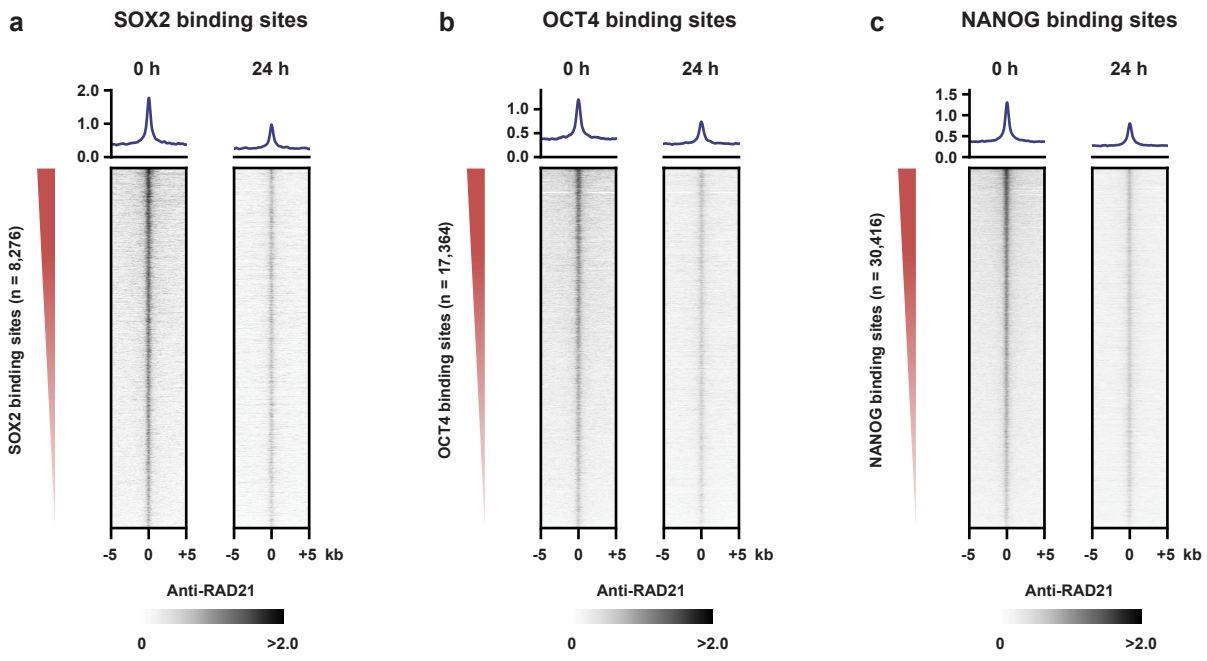 a
SOX2 binding sites
0 h
24 h
2.0
1.0
0.0
SOX2 binding sites (n = 8,276)
-5
0
+5
-5
0
+5
kb
Anti-RAD21
0
>2.0
b
OCT4 binding sites
0 h
24 h
1.0
0.5
0.0
OCT4 binding sites (n = 17,364)
-5
0
+5
-5
0
+5
kb
Anti-RAD21
0
>2.0
c
NANOG binding sites
0 h
24 h
1.5
1.0
0.5
0.0
NANOG binding sites (n = 30,416)
-5
0
+5
-5
0
+5
kb
Anti-RAD21
0
>2.0